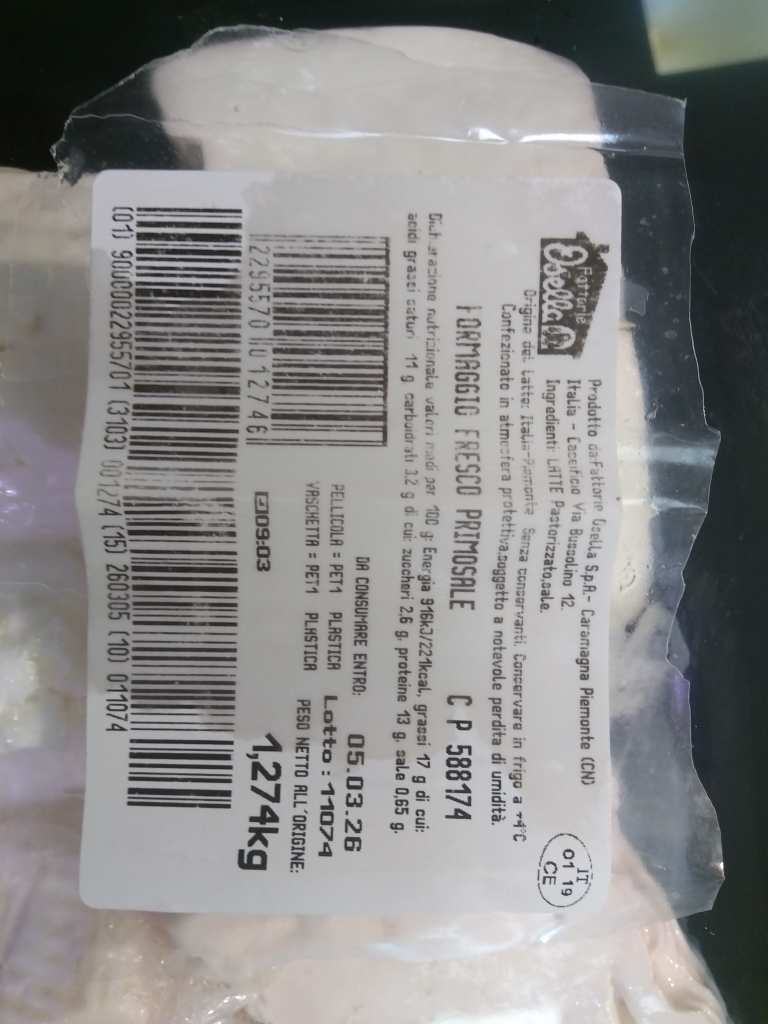 Fattorie
Osella
Prodotto da:Fattorie Osella S.p.A.- Caramagna Piemonte (CN)
Italia - Caseificio Via Bussolino 12.
Ingredienti: LATTE Pastorizzato,sale.
Origine del Latte: Italia-Piemonte Senza conservanti. Conservare in frigo a +4°C
Confezionato in atmosfera protettiva.soggetto a notevole perdita di umidità.
IT
01 19
CE
FORMAGGIO FRESCO PRIMOSALE C P 588174
Dichiarazione nutrizionale valori medi per 100 g: Energia 916kJ/221kcal, grassi 17 g di cui:
acidi grassi saturi 11 g carboidrati 3.2 g di cui: zuccheri 2.6 g. proteine 13 g. sale 0.65 g.
DA CONSUMARE ENTRO: 05.03.26
PELLICOLA = PET1 PLASTICA Lotto : 11074
VASCHETTA = PET1 PLASTICA PESO NETTO ALL'ORIGINE:
2295570 012746
09:03
1,274kg
(01) 90000022955701 (3103) 001274 (15) 260305 (10) 011074